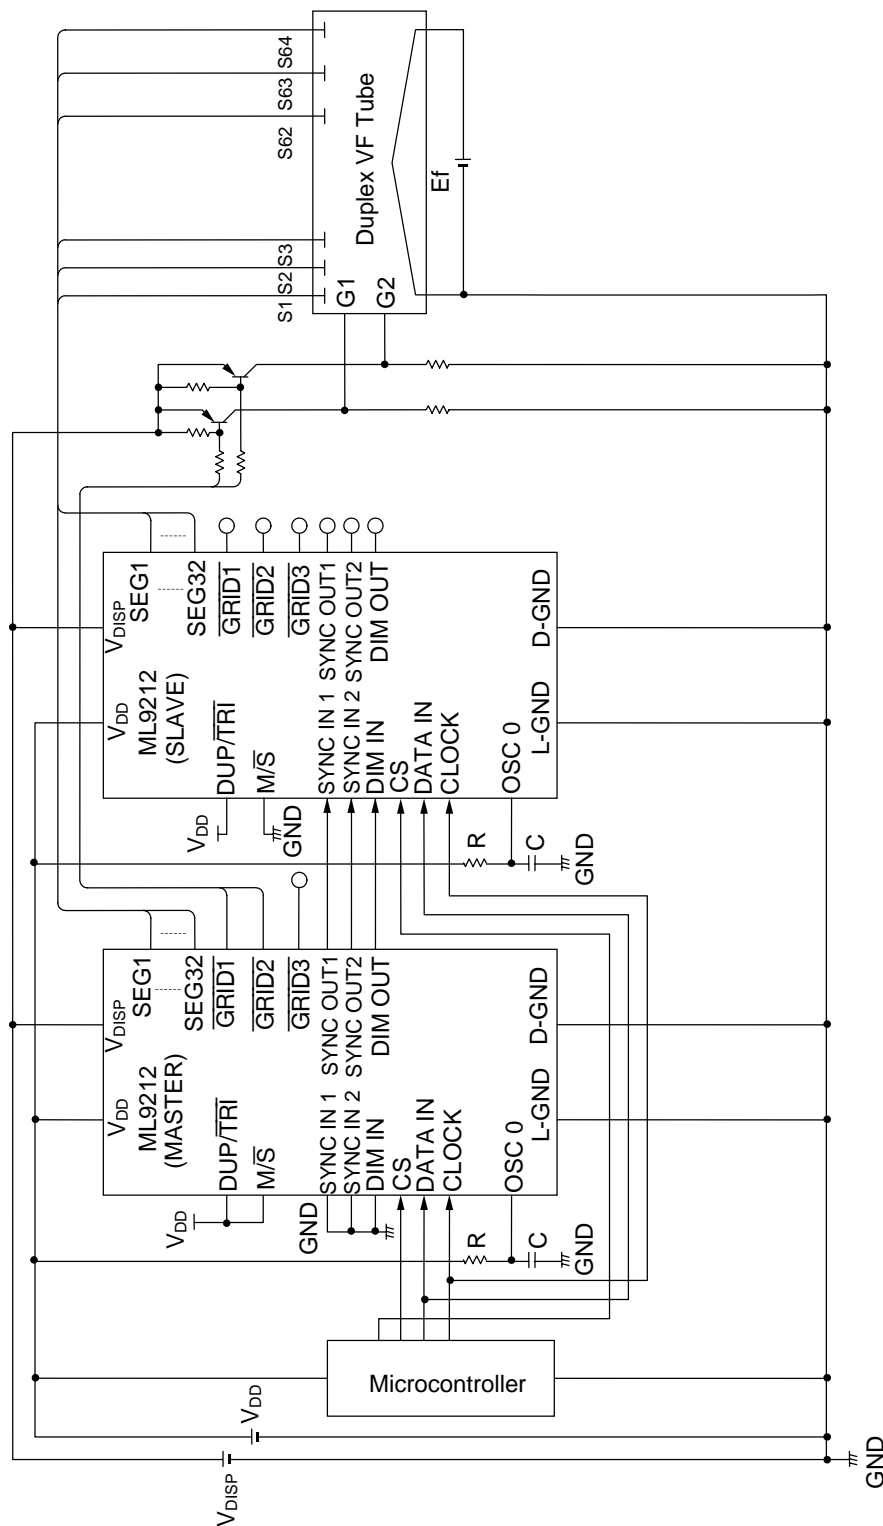 S1
S2
S3
S62
S63
S64
Duplex VF Tube
G1
G2
Ef
VDISP
VDD
SEG1
SEG32
ML9212
(SLAVE)
GRID1
GRID2
GRID3
DUP/TRI
M/S
VDD
GND
SYNC IN 1
SYNC OUT1
SYNC IN 2
SYNC OUT2
DIM IN
DIM OUT
CS
DATA IN
CLOCK
OSC 0
L-GND
D-GND
R
C
GND
VDISP
VDD
SEG1
SEG32
ML9212
(MASTER)
GRID1
GRID2
GRID3
DUP/TRI
M/S
VDD
GND
SYNC IN 1
SYNC OUT1
SYNC IN 2
SYNC OUT2
DIM IN
DIM OUT
CS
DATA IN
CLOCK
OSC 0
L-GND
D-GND
R
C
GND
Microcontroller
VDD
VDISP
GND